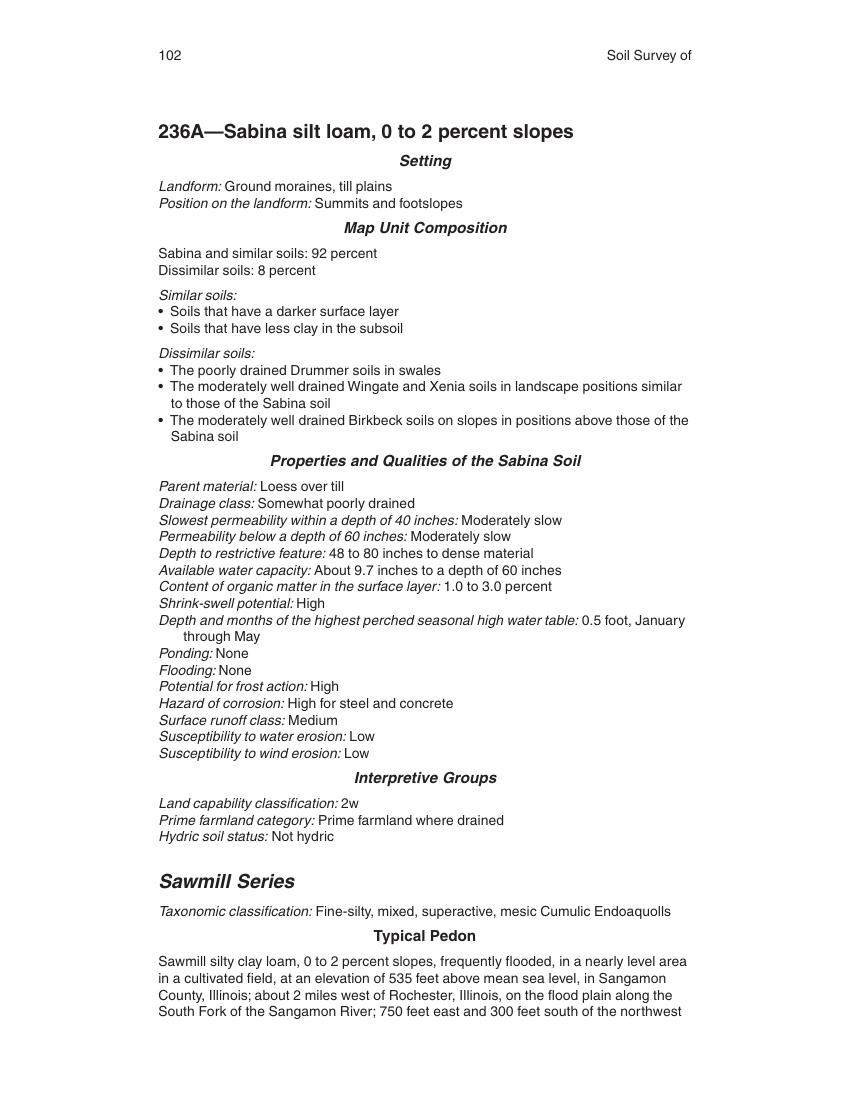 102
Soil Survey of
236A—Sabina silt loam, 0 to 2 percent slopes
Setting
Landform: Ground moraines, till plains
Position on the landform: Summits and footslopes
Map Unit Composition
Sabina and similar soils: 92 percent
Dissimilar soils: 8 percent
Similar soils:
• Soils that have a darker surface layer
• Soils that have less clay in the subsoil
Dissimilar soils:
• The poorly drained Drummer soils in swales
• The moderately well drained Wingate and Xenia soils in landscape positions similar
to those of the Sabina soil
• The moderately well drained Birkbeck soils on slopes in positions above those of the
Sabina soil
Properties and Qualities of the Sabina Soil
Parent material: Loess over till
Drainage class: Somewhat poorly drained
Slowest permeability within a depth of 40 inches: Moderately slow
Permeability below a depth of 60 inches: Moderately slow
Depth to restrictive feature: 48 to 80 inches to dense material
Available water capacity: About 9.7 inches to a depth of 60 inches
Content of organic matter in the surface layer: 1.0 to 3.0 percent
Shrink-swell potential: High
Depth and months of the highest perched seasonal high water table: 0.5 foot, January
through May
Ponding: None
Flooding: None
Potential for frost action: High
Hazard of corrosion: High for steel and concrete
Surface runoff class: Medium
Susceptibility to water erosion: Low
Susceptibility to wind erosion: Low
Interpretive Groups
Land capability classification: 2w
Prime farmland category: Prime farmland where drained
Hydric soil status: Not hydric
Sawmill Series
Taxonomic classification: Fine-silty, mixed, superactive, mesic Cumulic Endoaquolls
Typical Pedon
Sawmill silty clay loam, 0 to 2 percent slopes, frequently flooded, in a nearly level area
in a cultivated field, at an elevation of 535 feet above mean sea level, in Sangamon
County, Illinois; about 2 miles west of Rochester, Illinois, on the flood plain along the
South Fork of the Sangamon River; 750 feet east and 300 feet south of the northwest